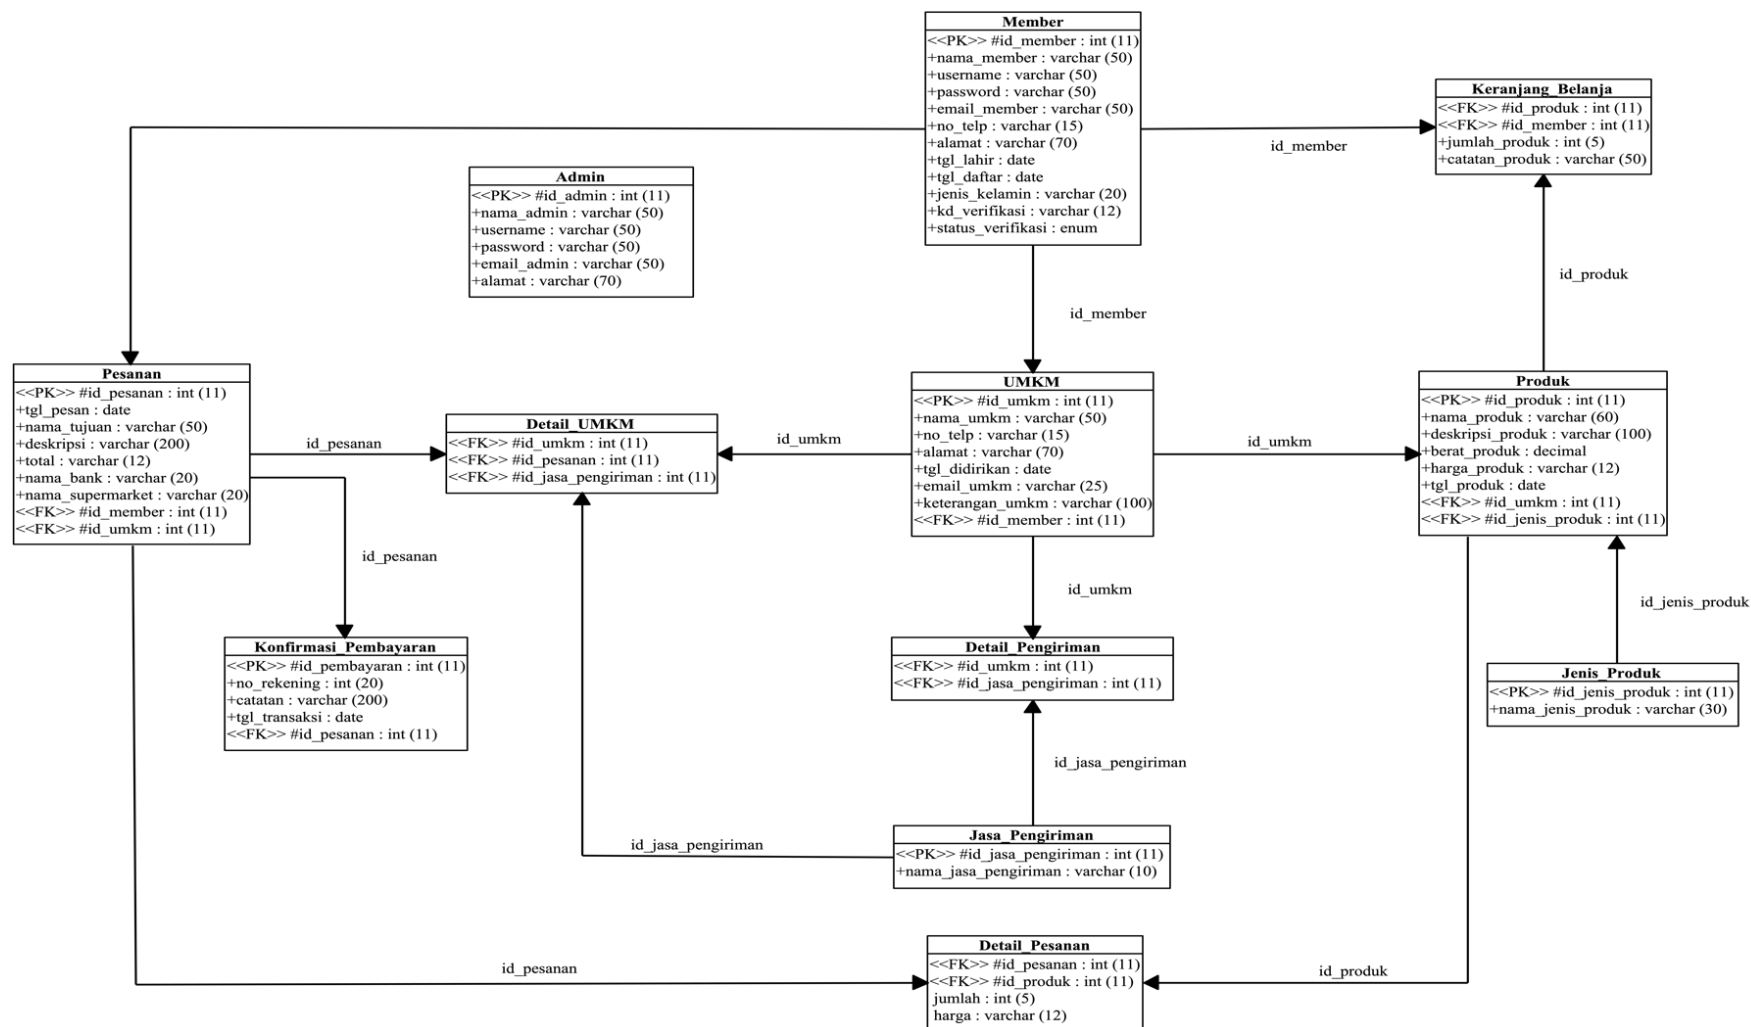 Member
<<PK>> #id_member : int (11)
+nama_member : varchar (50)
+username : varchar (50)
+password : varchar (50)
+email_member : varchar (50)
+no_telp : varchar (15)
+alamat : varchar (70)
+tgl_lahir : date
+tgl_daftar : date
+jenis_kelamin : varchar (20)
+kd_verifikasi : varchar (12)
+status_verifikasi : enum
Keranjang_Belanja
<<FK>> #id_produk : int (11)
<<FK>> #id_member : int (11)
+jumlah_produk : int (5)
+catatan_produk : varchar (50)
id_member
Admin
<<PK>> #id_admin : int (11)
+nama_admin : varchar (50)
+username : varchar (50)
+password : varchar (50)
+email_admin : varchar (50)
+alamat : varchar (70)
id_produk
id_member
Pesanan
<<PK>> #id_pesanan : int (11)
+tgl_pesan : date
+nama_tujuan : varchar (50)
+deskripsi : varchar (200)
+total : varchar (12)
+nama_bank : varchar (20)
+nama_supermarket : varchar (20)
<<FK>> #id_member : int (11)
<<FK>> #id_umkm : int (11)
id_pesanan
Detail_UMKM
<<FK>> #id_umkm : int (11)
<<FK>> #id_pesanan : int (11)
<<FK>> #id_jasa_pengiriman : int (11)
id_umkm
UMKM
<<PK>> #id_umkm : int (11)
+nama_umkm : varchar (50)
+no_telp : varchar (15)
+alamat : varchar (70)
+tgl_didirikan : date
+email_umkm : varchar (25)
+keterangan_umkm : varchar (100)
<<FK>> #id_member : int (11)
id_umkm
Produk
<<PK>> #id_produk : int (11)
+nama_produk : varchar (60)
+deskripsi_produk : varchar (100)
+berat_produk : decimal
+harga_produk : varchar (12)
+tgl_produk : date
<<FK>> #id_umkm : int (11)
<<FK>> #id_jenis_produk : int (11)
id_pesanan
id_umkm
id_jenis_produk
Konfirmasi_Pembayaran
<<PK>> #id_pembayaran : int (11)
+no_rekening : int (20)
+catatan : varchar (200)
+tgl_transaksi : date
<<FK>> #id_pesanan : int (11)
Detail_Pengiriman
<<FK>> #id_umkm : int (11)
<<FK>> #id_jasa_pengiriman : int (11)
Jenis_Produk
<<PK>> #id_jenis_produk : int (11)
+nama_jenis_produk : varchar (30)
id_jasa_pengiriman
id_jasa_pengiriman
Jasa_Pengiriman
<<PK>> #id_jasa_pengiriman : int (11)
+nama_jasa_pengiriman : varchar (10)
id_pesanan
Detail_Pesanan
<<FK>> #id_pesanan : int (11)
<<FK>> #id_produk : int (11)
jumlah : int (5)
harga : varchar (12)
id_produk